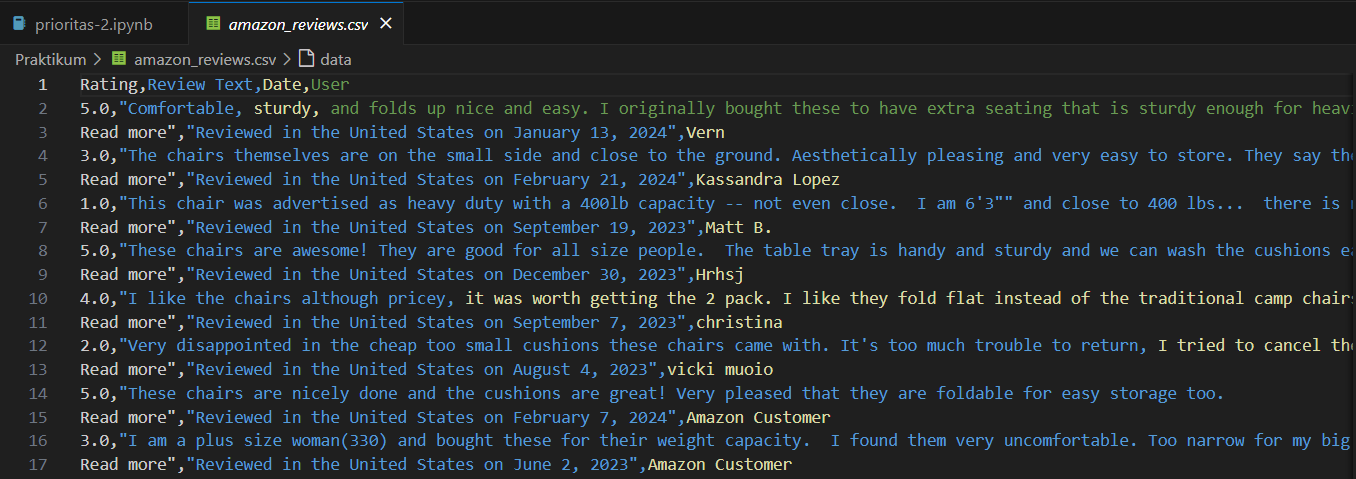 prioritas-2.ipynb
amazon_reviews.csv
Praktikum > amazon_reviews.csv > data
1 Rating,Review Text,Date,User
2 5.0,"Comfortable, sturdy, and folds up nice and easy. I originally bought these to have extra seating that is sturdy enough for heav
3 Read more","Reviewed in the United States on January 13, 2024",Vern
4 3.0,"The chairs themselves are on the small side and close to the ground. Aesthetically pleasing and very easy to store. They say the
5 Read more","Reviewed in the United States on February 21, 2024",Kassandra Lopez
6 1.0,"This chair was advertised as heavy duty with a 400lb capacity -- not even close.  I am 6'3"" and close to 400 lbs...  there is
7 Read more","Reviewed in the United States on September 19, 2023",Matt B.
8 5.0,"These chairs are awesome! They are good for all size people.  The table tray is handy and sturdy and we can wash the cushions ea
9 Read more","Reviewed in the United States on December 30, 2023",Hrhsj
10 4.0,"I like the chairs although pricey, it was worth getting the 2 pack. I like they fold flat instead of the traditional camp chairs
11 Read more","Reviewed in the United States on September 7, 2023",christina
12 2.0,"Very disappointed in the cheap too small cushions these chairs came with. It's too much trouble to return, I tried to cancel the
13 Read more","Reviewed in the United States on August 4, 2023",vicki muoio
14 5.0,"These chairs are nicely done and the cushions are great! Very pleased that they are foldable for easy storage too.
15 Read more","Reviewed in the United States on February 7, 2024",Amazon Customer
16 3.0,"I am a plus size woman(330) and bought these for their weight capacity.  I found them very uncomfortable. Too narrow for my big
17 Read more","Reviewed in the United States on June 2, 2023",Amazon Customer